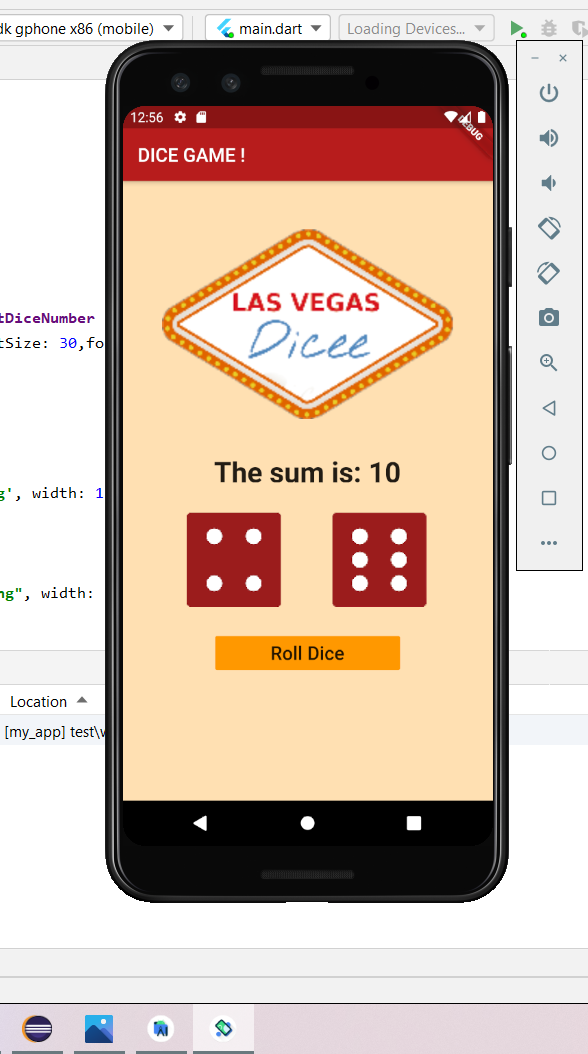 dk gphone x86 (mobile) main.dart Loading Devices...
12:56
DEBUG
DICE GAME !
LAS VEGAS
Dicee
tDiceNumber
tSize: 30,fo
The sum is: 10
g', width: 1
ng", width:
Roll Dice
Location
[my_app] test\w